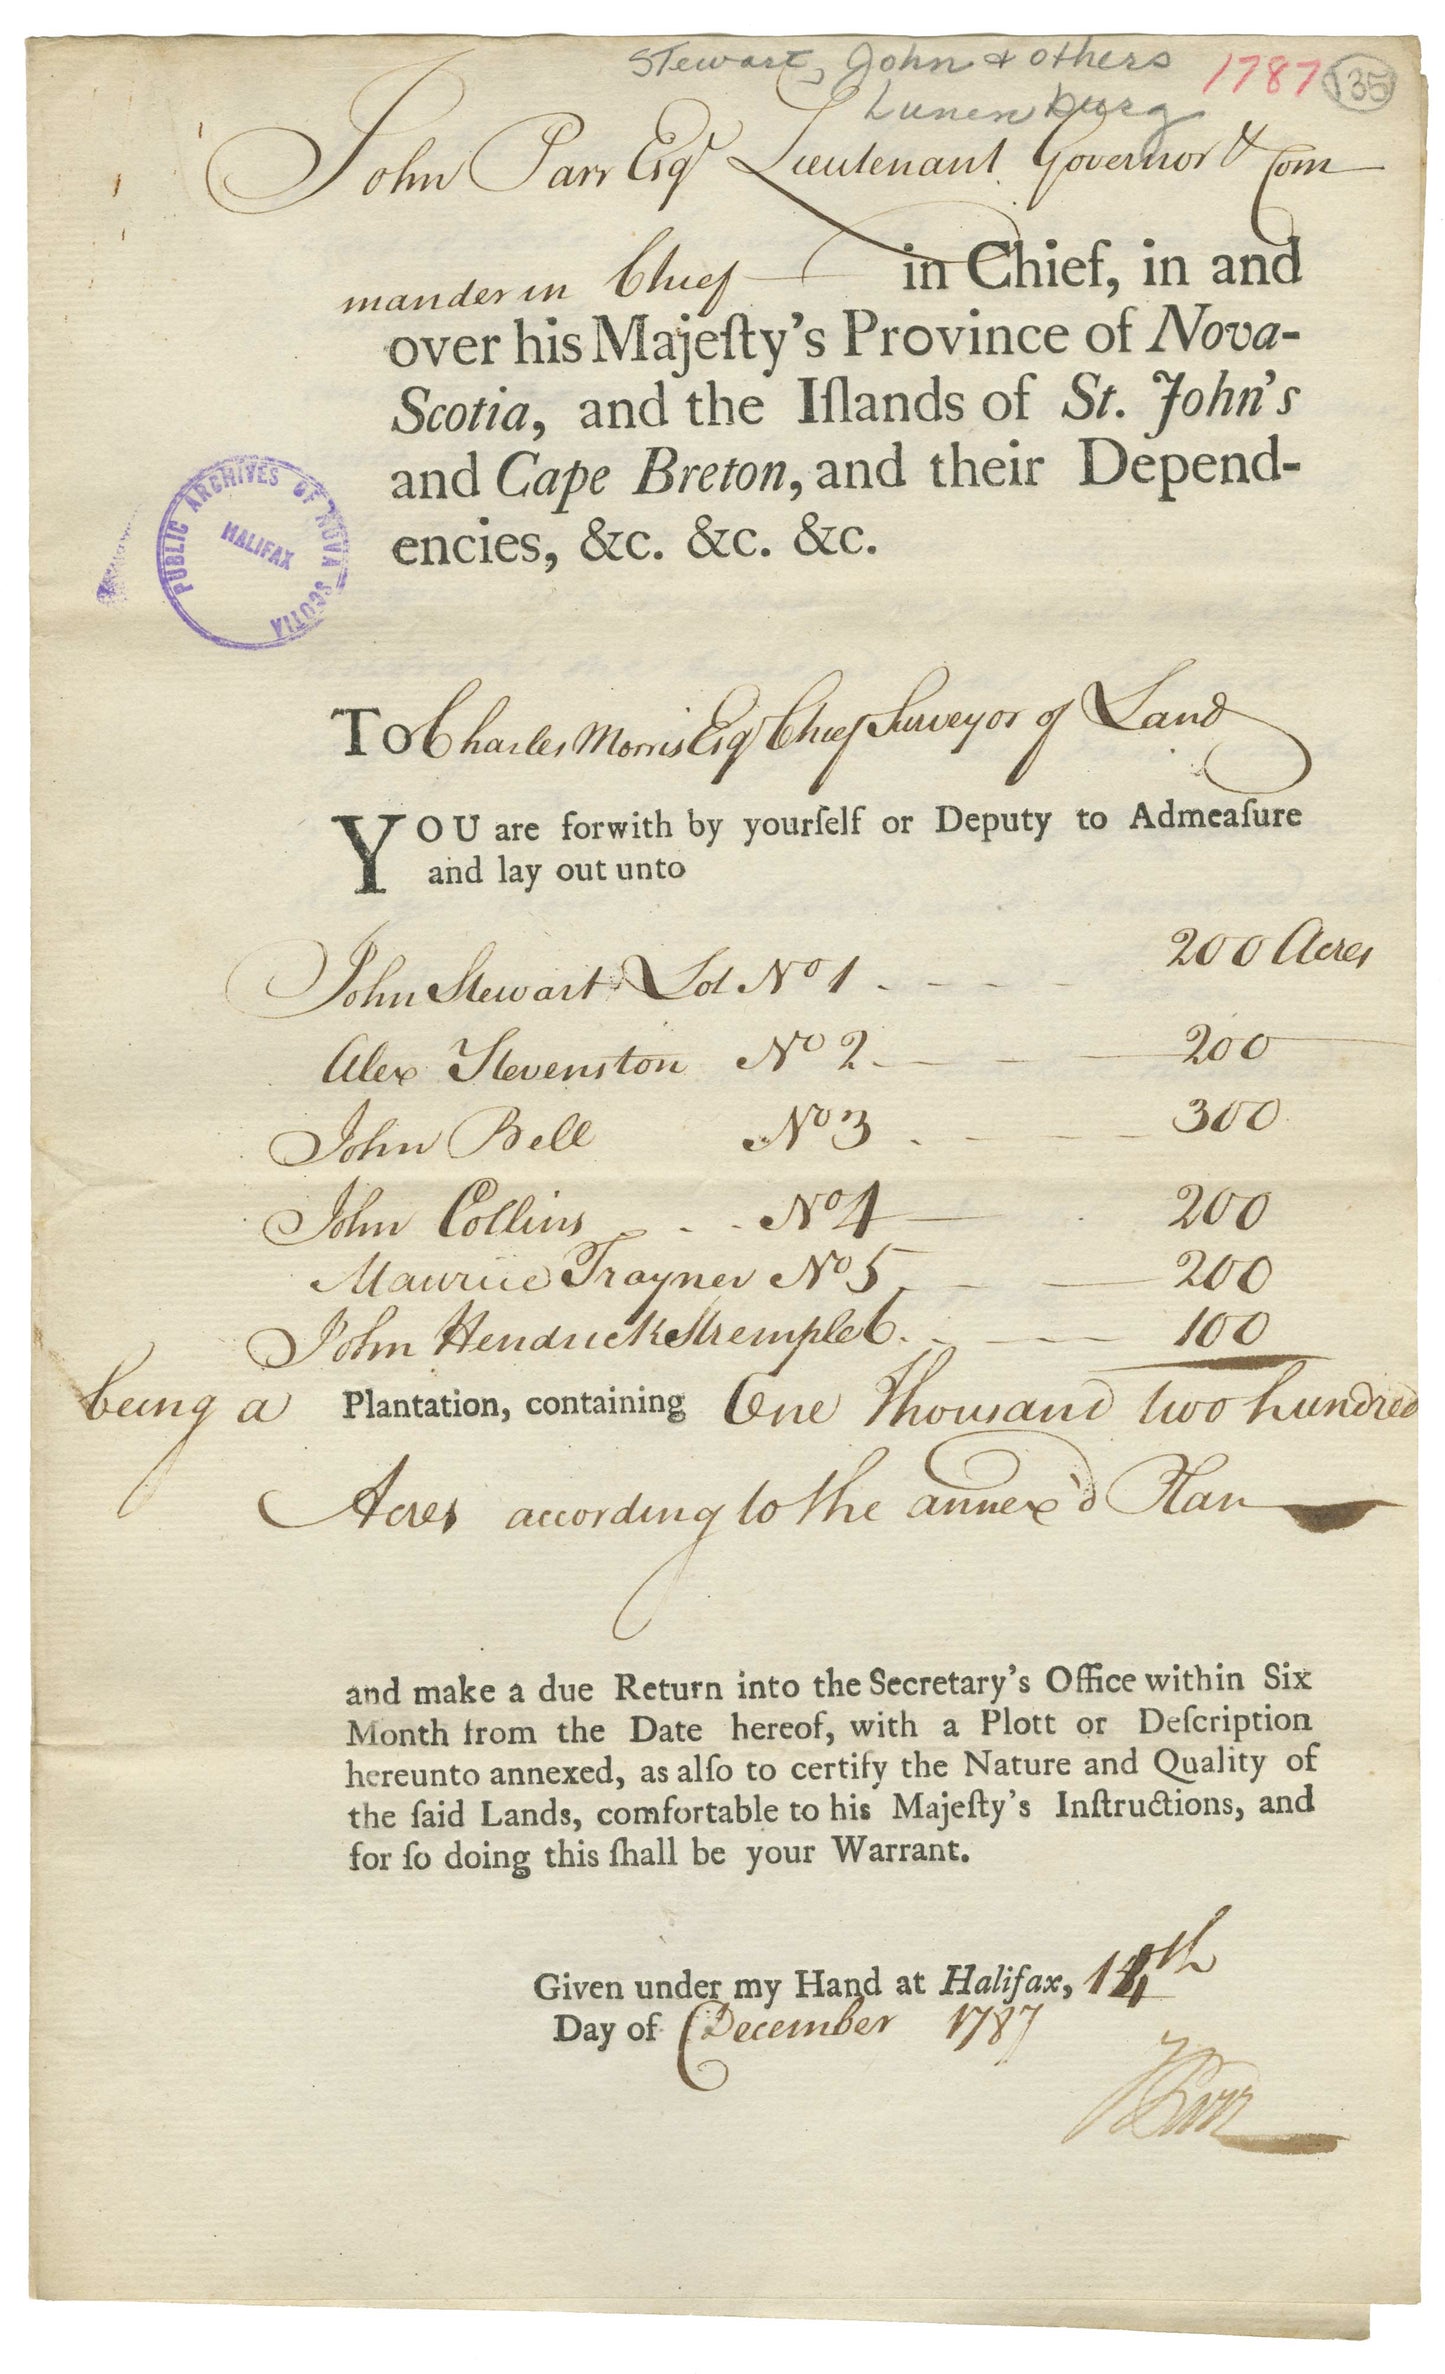 Stewart, John & others 1787 135
Lunenburg
John Parr Esqr Lieutenant Governor & Com
mander in Chief in Chief, in and
over his Majeſty's Province of Nova-
Scotia, and the Iſlands of St. John's
and Cape Breton, and their Depend-
encies, &c. &c. &c.
PUBLIC ARCHIVES OF NOVA SCOTIA
HALIFAX
To Charles Morris Esqr Chief Surveyor of Land
YOU are forwith by yourſelf or Deputy to Admeaſure
and lay out unto
John Stewart Lot No 1 - - - - 200 Acres
Alex Stevenston No 2 - - - 200
John Bell No 3 - - - - 300
John Collins - - - No 4 - - 200
Maurice Trayner No 5 - - - 200
John Hendrick Stremple 6. - - - 100
being a Plantation, containing One Thousand two hundred
Acres according to the annex'd Plan
and make a due Return into the Secretary's Office within Six
Month from the Date hereof, with a Plott or Deſcription
hereunto annexed, as alſo to certify the Nature and Quality of
the ſaid Lands, comfortable to his Majeſty's Inſtructions, and
for ſo doing this ſhall be your Warrant.
Given under my Hand at Halifax, 14th
Day of December 1787
J Parr